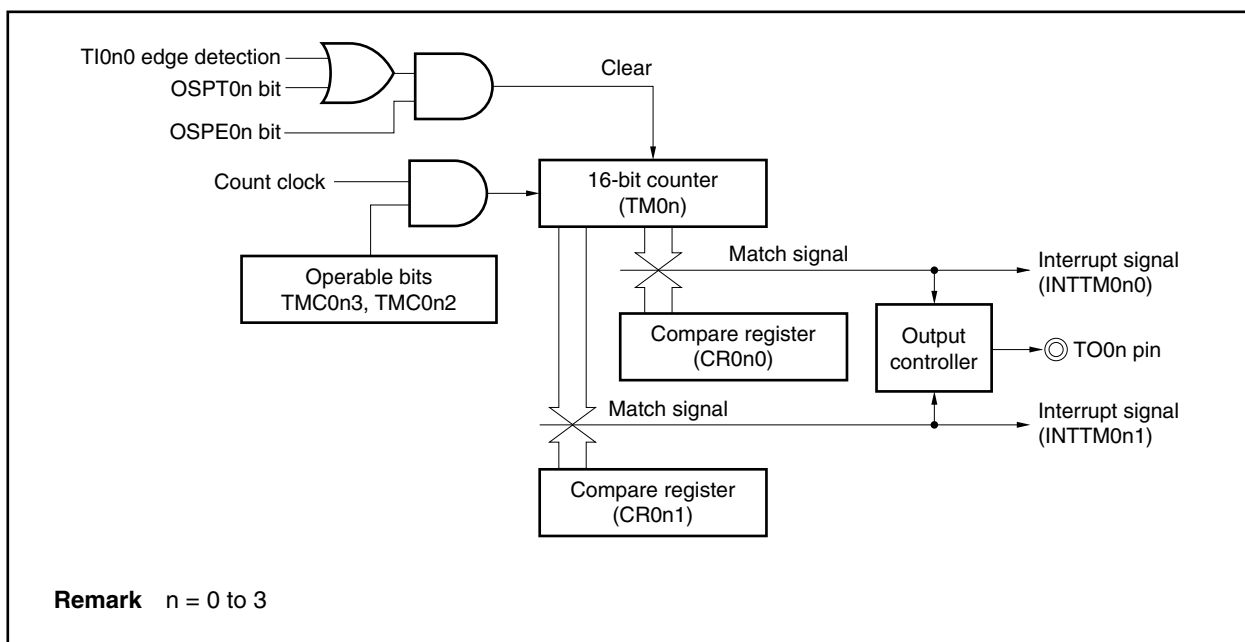 TI0n0 edge detection
OSPT0n bit
OSPE0n bit
Clear
Count clock
16-bit counter
(TM0n)
Operable bits
TMC0n3, TMC0n2
Match signal
Interrupt signal
(INTTM0n0)
Compare register
(CR0n0)
Output
controller
TO0n pin
Match signal
Interrupt signal
(INTTM0n1)
Compare register
(CR0n1)
Remark n = 0 to 3